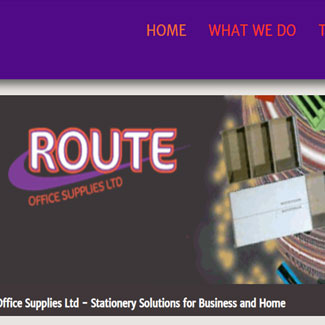 HOME WHAT WE DO T
ROUTE
OFFICE SUPPLIES LTD
Office Supplies Ltd – Stationery Solutions for Business and Home